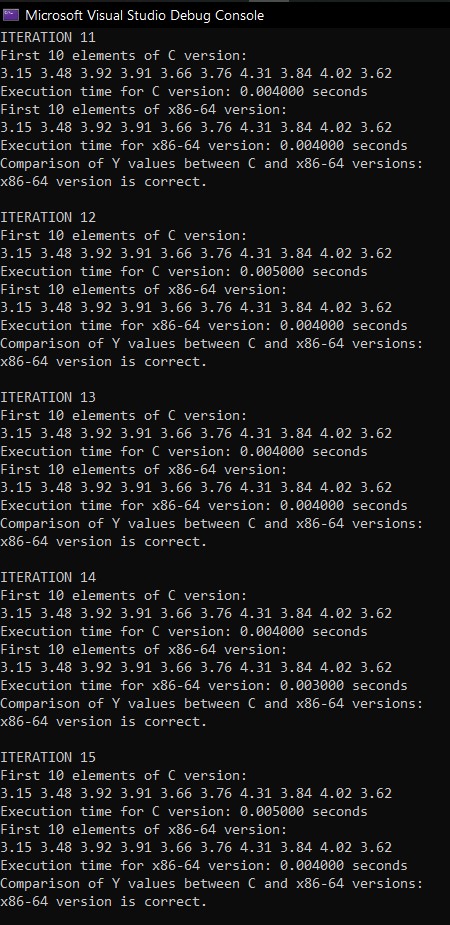 Microsoft Visual Studio Debug Console
ITERATION 11
First 10 elements of C version:
3.15 3.48 3.92 3.91 3.66 3.76 4.31 3.84 4.02 3.62
Execution time for C version: 0.004000 seconds
First 10 elements of x86-64 version:
3.15 3.48 3.92 3.91 3.66 3.76 4.31 3.84 4.02 3.62
Execution time for x86-64 version: 0.004000 seconds
Comparison of Y values between C and x86-64 versions:
x86-64 version is correct.
ITERATION 12
First 10 elements of C version:
3.15 3.48 3.92 3.91 3.66 3.76 4.31 3.84 4.02 3.62
Execution time for C version: 0.005000 seconds
First 10 elements of x86-64 version:
3.15 3.48 3.92 3.91 3.66 3.76 4.31 3.84 4.02 3.62
Execution time for x86-64 version: 0.004000 seconds
Comparison of Y values between C and x86-64 versions:
x86-64 version is correct.
ITERATION 13
First 10 elements of C version:
3.15 3.48 3.92 3.91 3.66 3.76 4.31 3.84 4.02 3.62
Execution time for C version: 0.004000 seconds
First 10 elements of x86-64 version:
3.15 3.48 3.92 3.91 3.66 3.76 4.31 3.84 4.02 3.62
Execution time for x86-64 version: 0.004000 seconds
Comparison of Y values between C and x86-64 versions:
x86-64 version is correct.
ITERATION 14
First 10 elements of C version:
3.15 3.48 3.92 3.91 3.66 3.76 4.31 3.84 4.02 3.62
Execution time for C version: 0.004000 seconds
First 10 elements of x86-64 version:
3.15 3.48 3.92 3.91 3.66 3.76 4.31 3.84 4.02 3.62
Execution time for x86-64 version: 0.003000 seconds
Comparison of Y values between C and x86-64 versions:
x86-64 version is correct.
ITERATION 15
First 10 elements of C version:
3.15 3.48 3.92 3.91 3.66 3.76 4.31 3.84 4.02 3.62
Execution time for C version: 0.005000 seconds
First 10 elements of x86-64 version:
3.15 3.48 3.92 3.91 3.66 3.76 4.31 3.84 4.02 3.62
Execution time for x86-64 version: 0.004000 seconds
Comparison of Y values between C and x86-64 versions:
x86-64 version is correct.